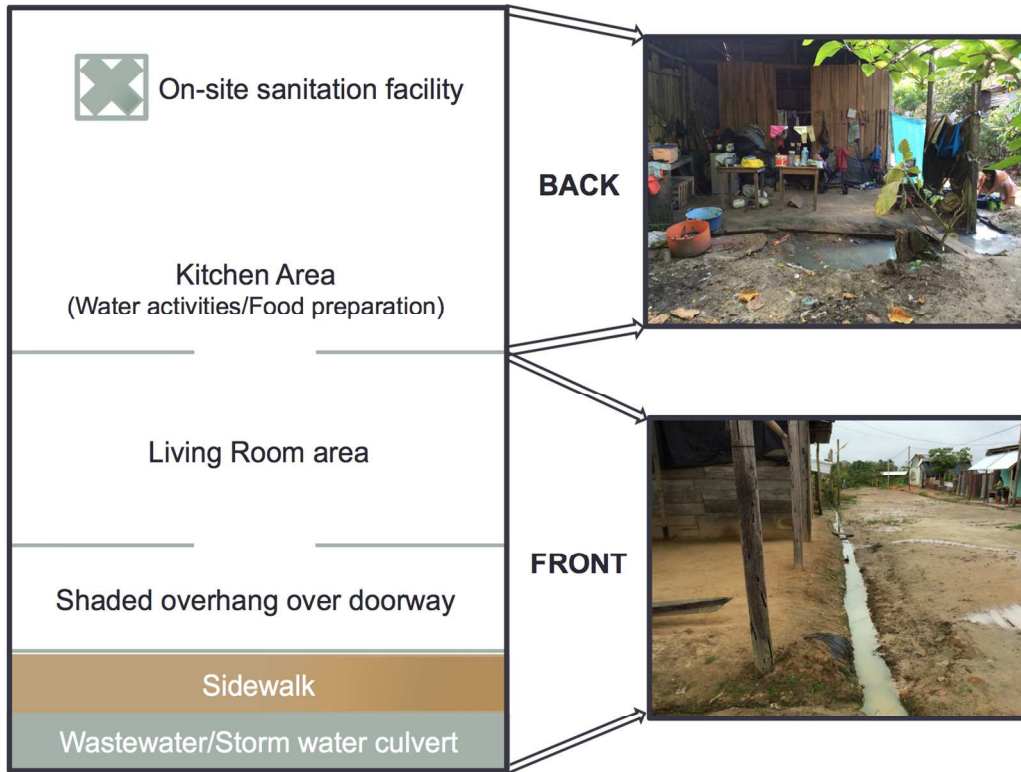 On-site sanitation facility
BACK
Kitchen Area
(Water activities/Food preparation)
Living Room area
FRONT
Shaded overhang over doorway
Sidewalk
Wastewater/Storm water culvert